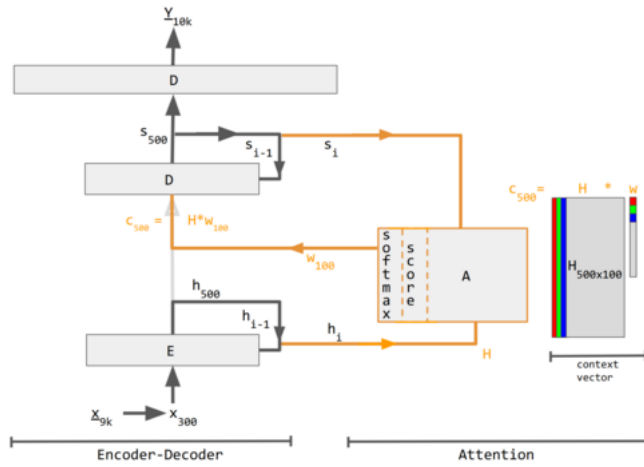 Y10k
D
s500
si-1
si
D
c500 = H*w100
c500 = H * w
softmax
score
A
w100
H500x100
h500
hi-1
hi
H
E
context
vector
x9k
x300
Encoder-Decoder
Attention